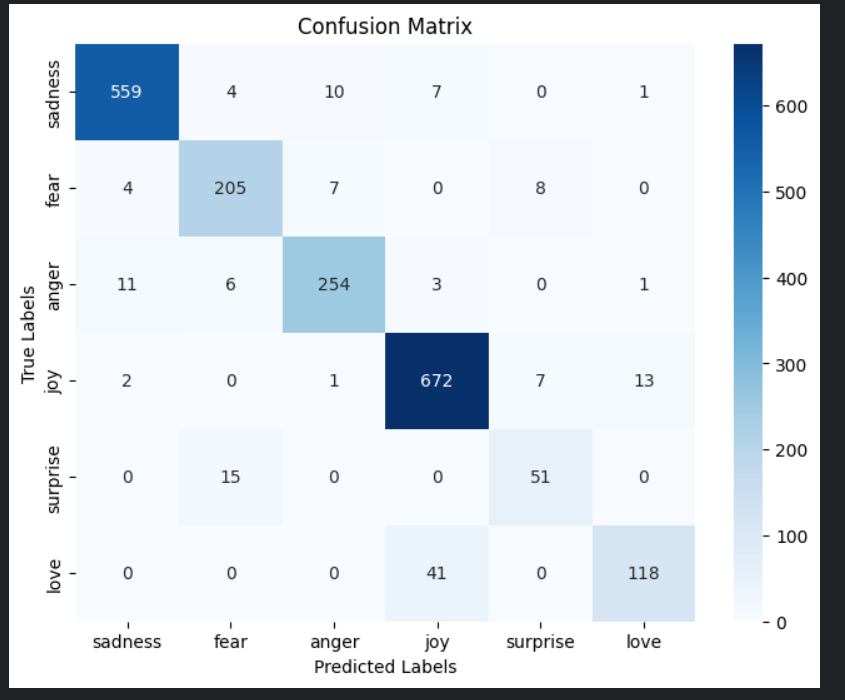 Confusion Matrix
sadness 559 4 10 7 0 1
fear 4 205 7 0 8 0
anger 11 6 254 3 0 1
joy 2 0 1 672 7 13
surprise 0 15 0 0 51 0
love 0 0 0 41 0 118
sadness fear anger joy surprise love
Predicted Labels
True Labels
600
500
400
300
200
100
0